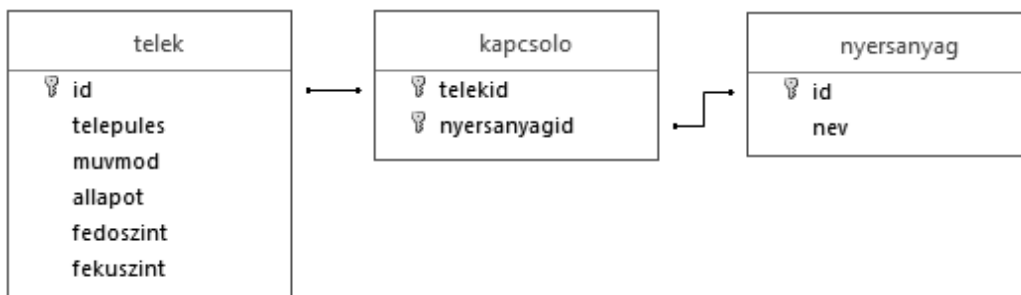 telek
id
telepules
muvmod
allapot
fedoszint
fekuszint
kapcsolo
telekid
nyersanyagid
nyersanyag
id
nev